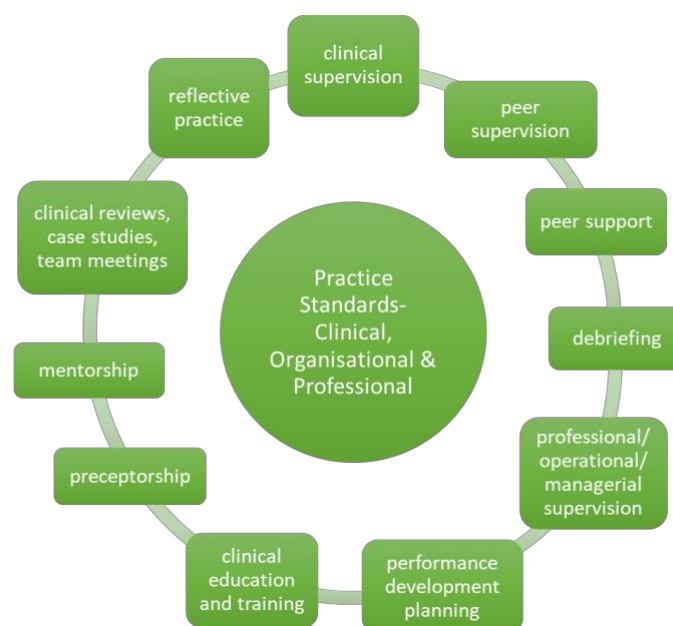 clinical
supervision
peer
supervision
peer support
debriefing
professional/
operational/
managerial
supervision
performance
development
planning
clinical
education
and training
preceptorship
mentorship
clinical reviews,
case studies,
team meetings
reflective
practice
Practice
Standards-
Clinical,
Organisational &
Professional